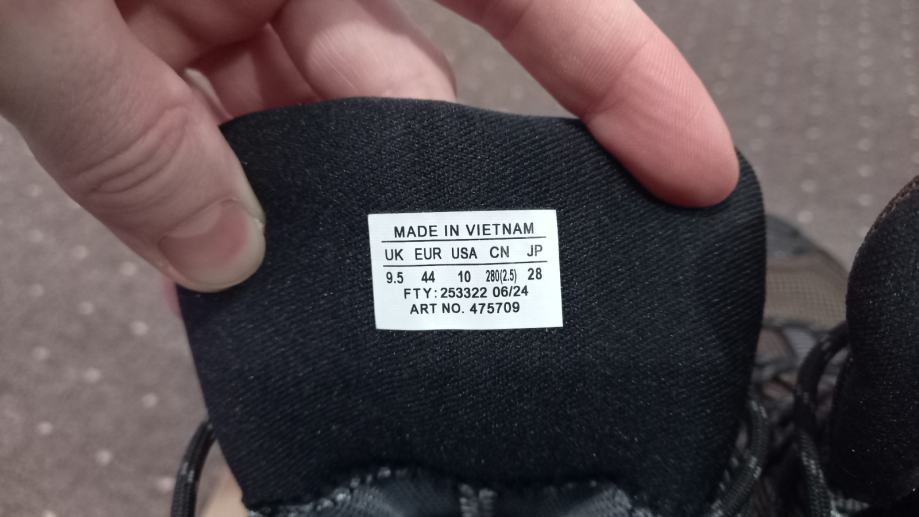 MADE IN VIETNAM
UK EUR USA CN JP
9.5 44 10 280(2.5) 28
FTY: 253322 06/24
ART NO. 475709